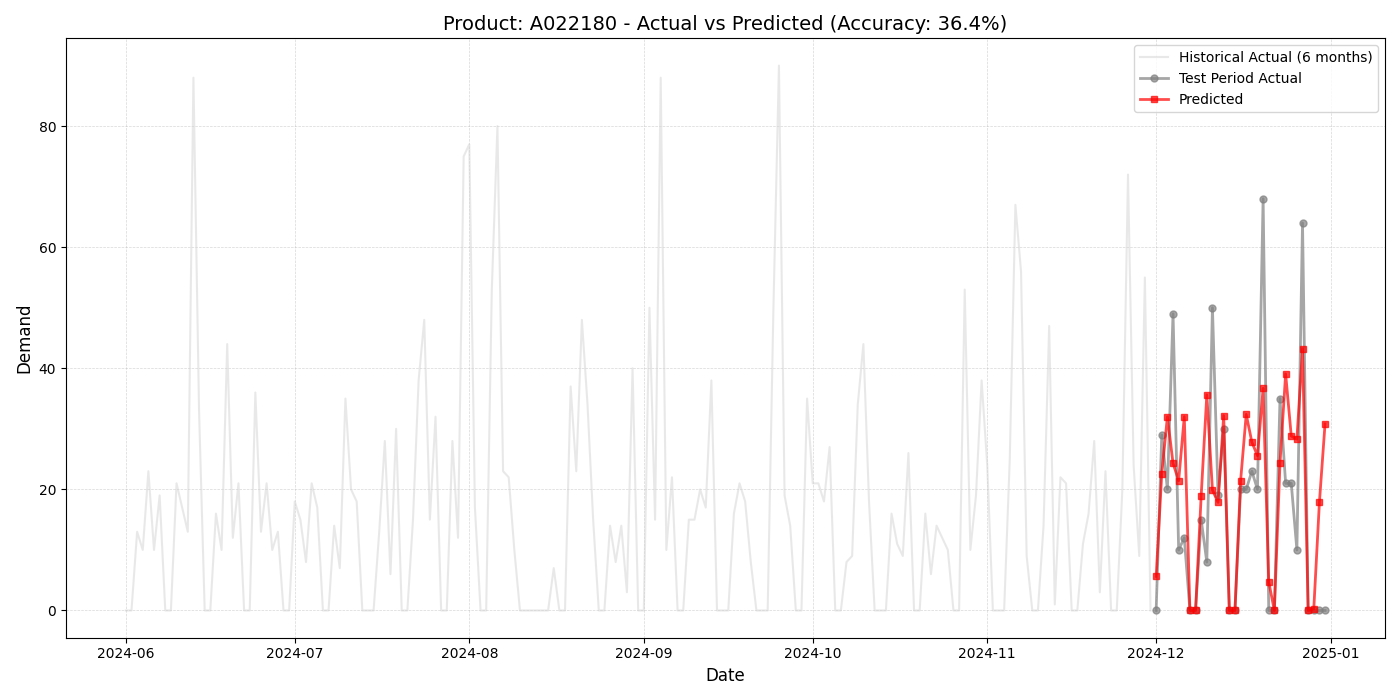 Product: A022180 - Actual vs Predicted (Accuracy: 36.4%)
Historical Actual (6 months)
Test Period Actual
Predicted
Demand
80
60
40
20
0
2024-06
2024-07
2024-08
2024-09
2024-10
2024-11
2024-12
2025-01
Date